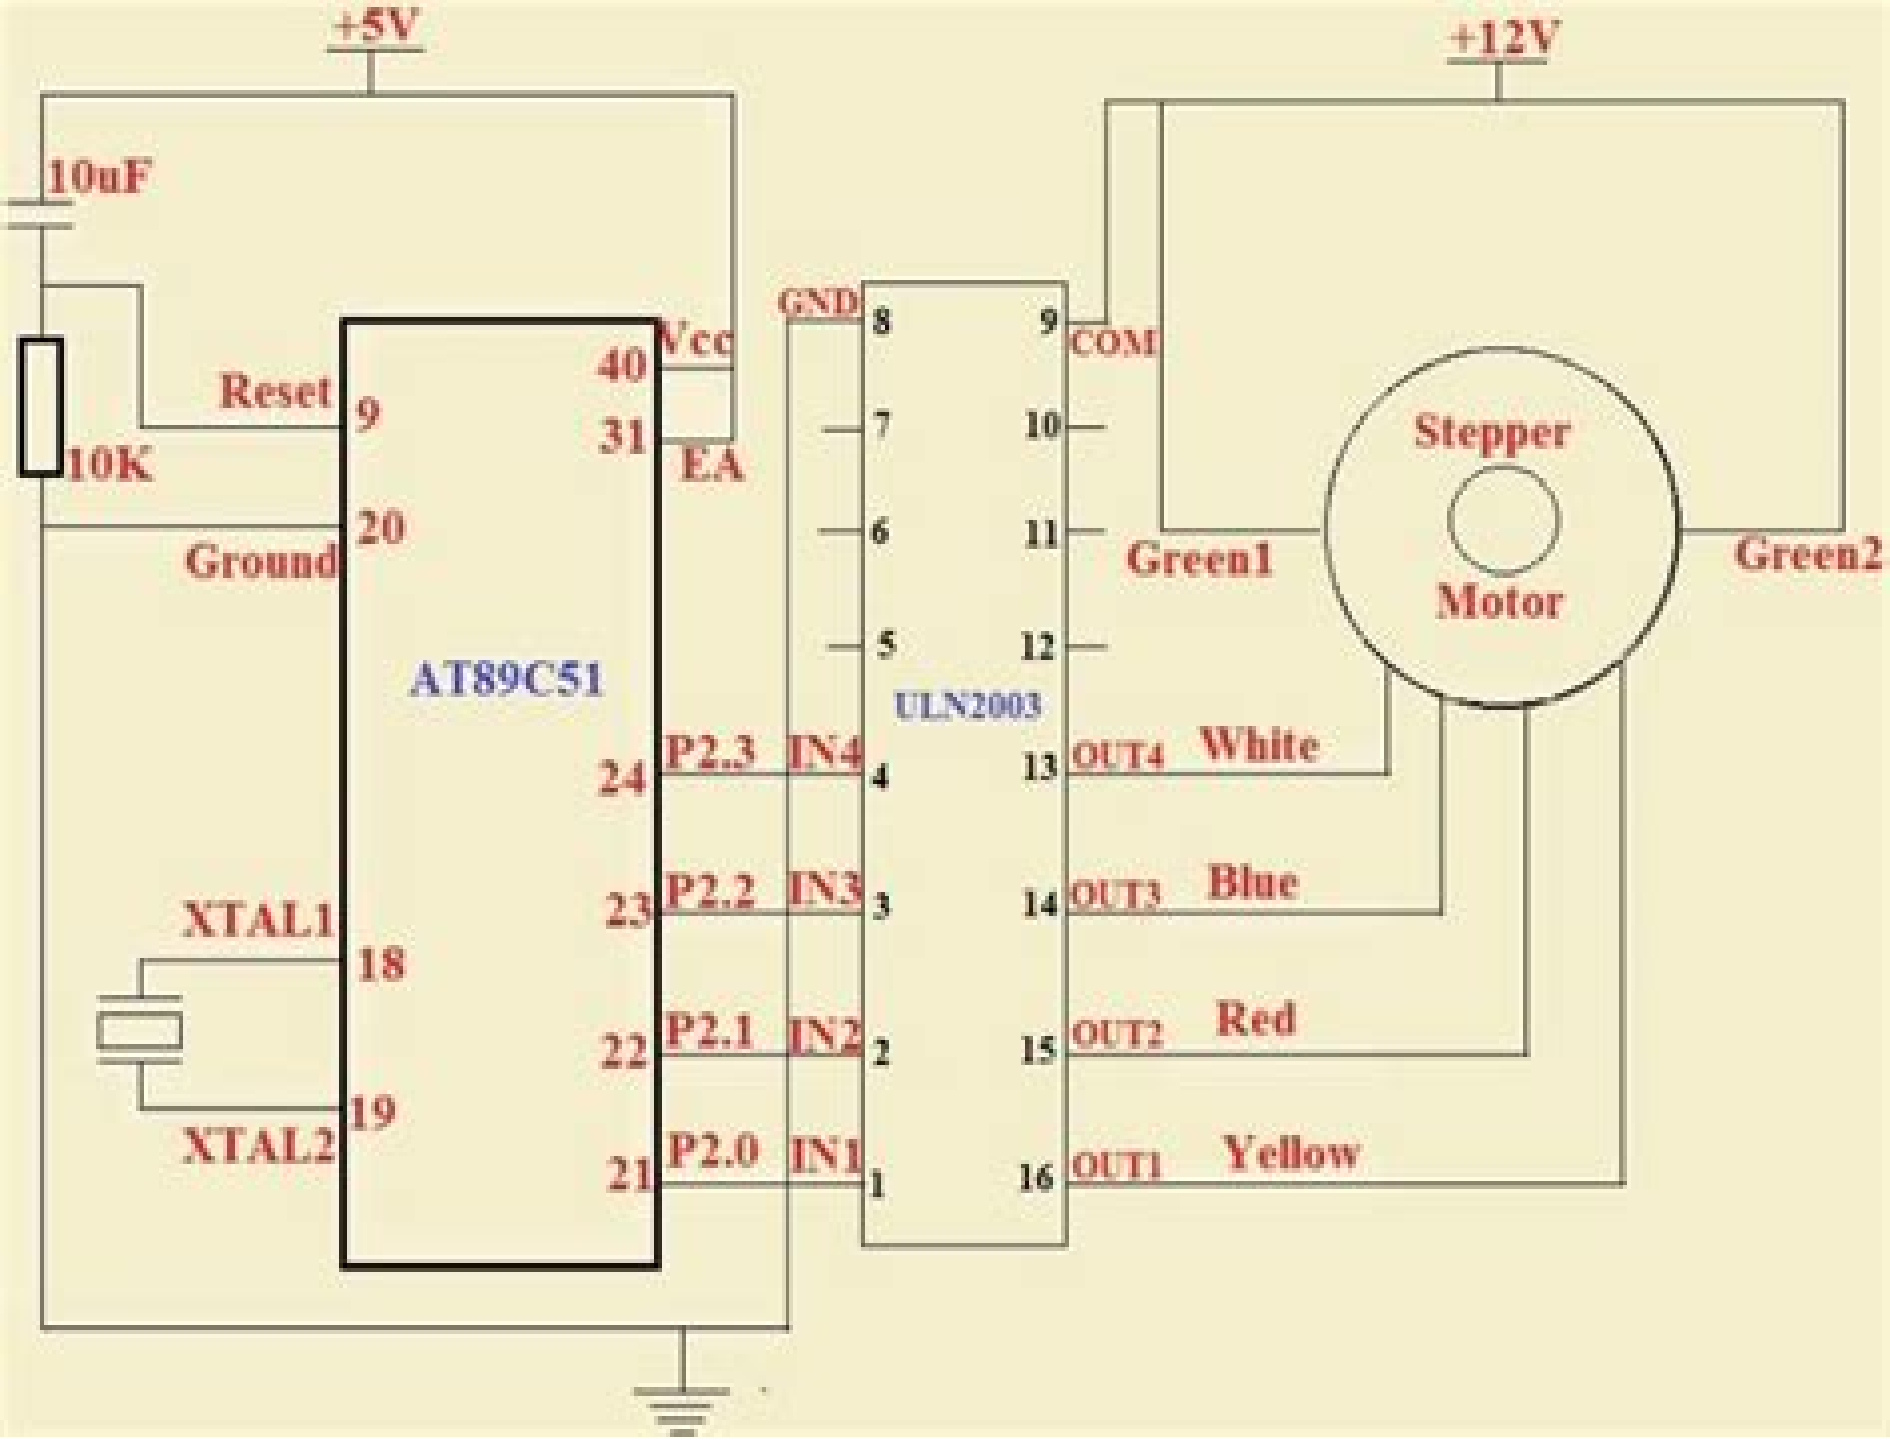 +5V
+12V
10uF
GND
8
9
COM
Vcc
40
Reset
9
31
EA
10K
7
10
Stepper
Motor
20
Ground
6
11
Green1
Green2
5
12
AT89C51
ULN2003
24
P2.3
IN4
4
13
OUT4
White
23
P2.2
IN3
3
14
OUT3
Blue
XTAL1
18
22
P2.1
IN2
2
15
OUT2
Red
19
XTAL2
21
P2.0
IN1
1
16
OUT1
Yellow